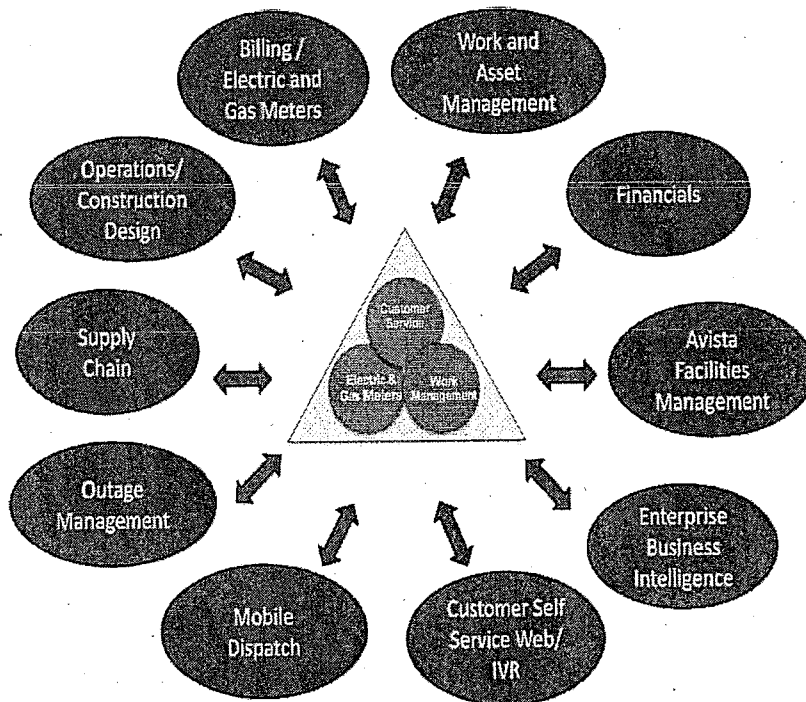 Billing /
Electric and
Gas Meters
Work and
Asset
Management
Operations/
Construction
Design
Financials
Customer
Service
Electric &
Gas Meters
Work
Management
Supply
Chain
Avista
Facilities
Management
Outage
Management
Enterprise
Business
Intelligence
Mobile
Dispatch
Customer Self
Service Web/
IVR